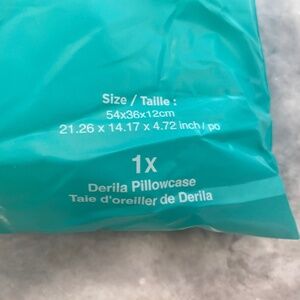 Size / Taille :
54x36x12cm
21.26 x 14.17 x 4.72 inch / po
1X
Derila Pillowcase
Taie d'oreiller de Derila